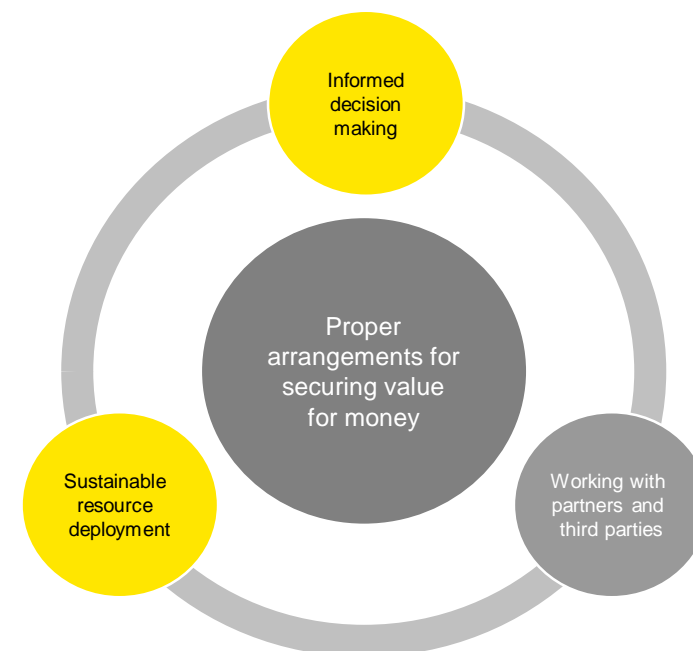 Informed
decision
making
Proper
arrangements for
securing value
for money
Sustainable
resource
deployment
Working with
partners and
third parties